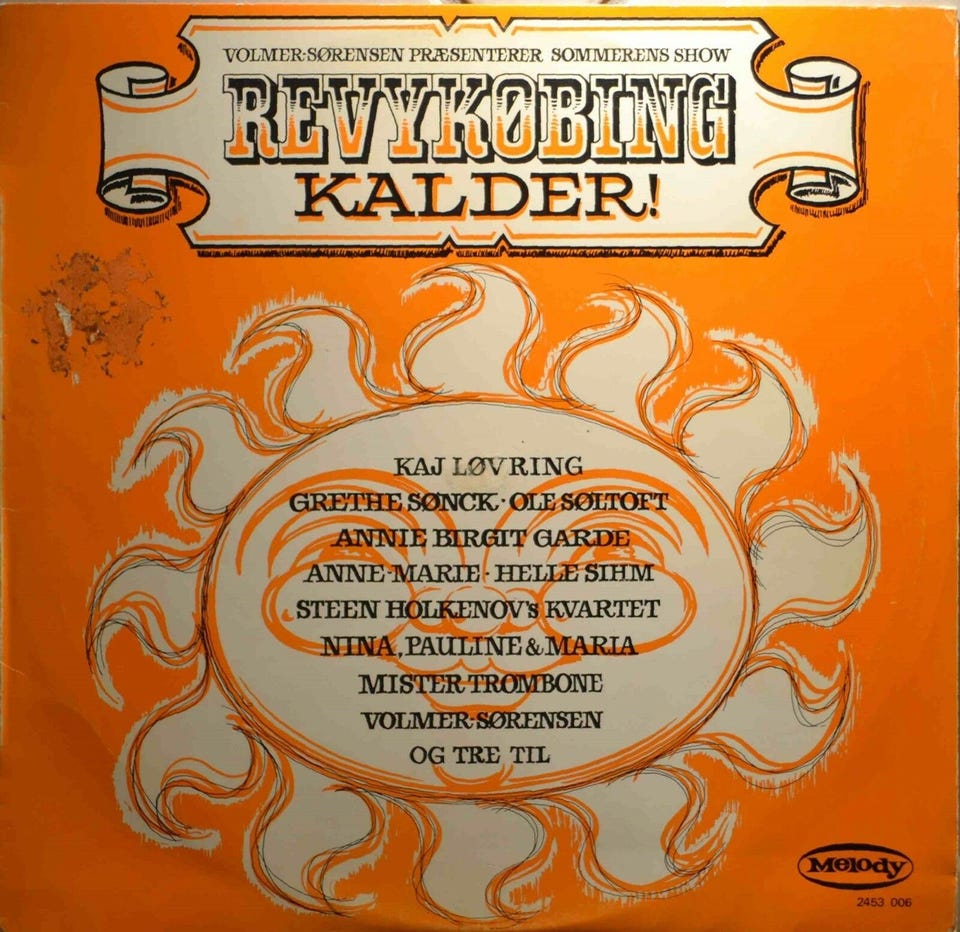 VOLMER-SØRENSEN PRÆSENTERER SOMMERENS SHOW
REVYKØBING
KALDER!
KAJ LØVRING
GRETHE SØNCK · OLE SØLTOFT
ANNIE BIRGIT GARDE
ANNE-MARIE · HELLE SIHM
STEEN HOLKENOV's KVARTET
NINA, PAULINE & MARIA
MISTER TROMBONE
VOLMER-SØRENSEN
OG TRE TIL
Melody
2453 006